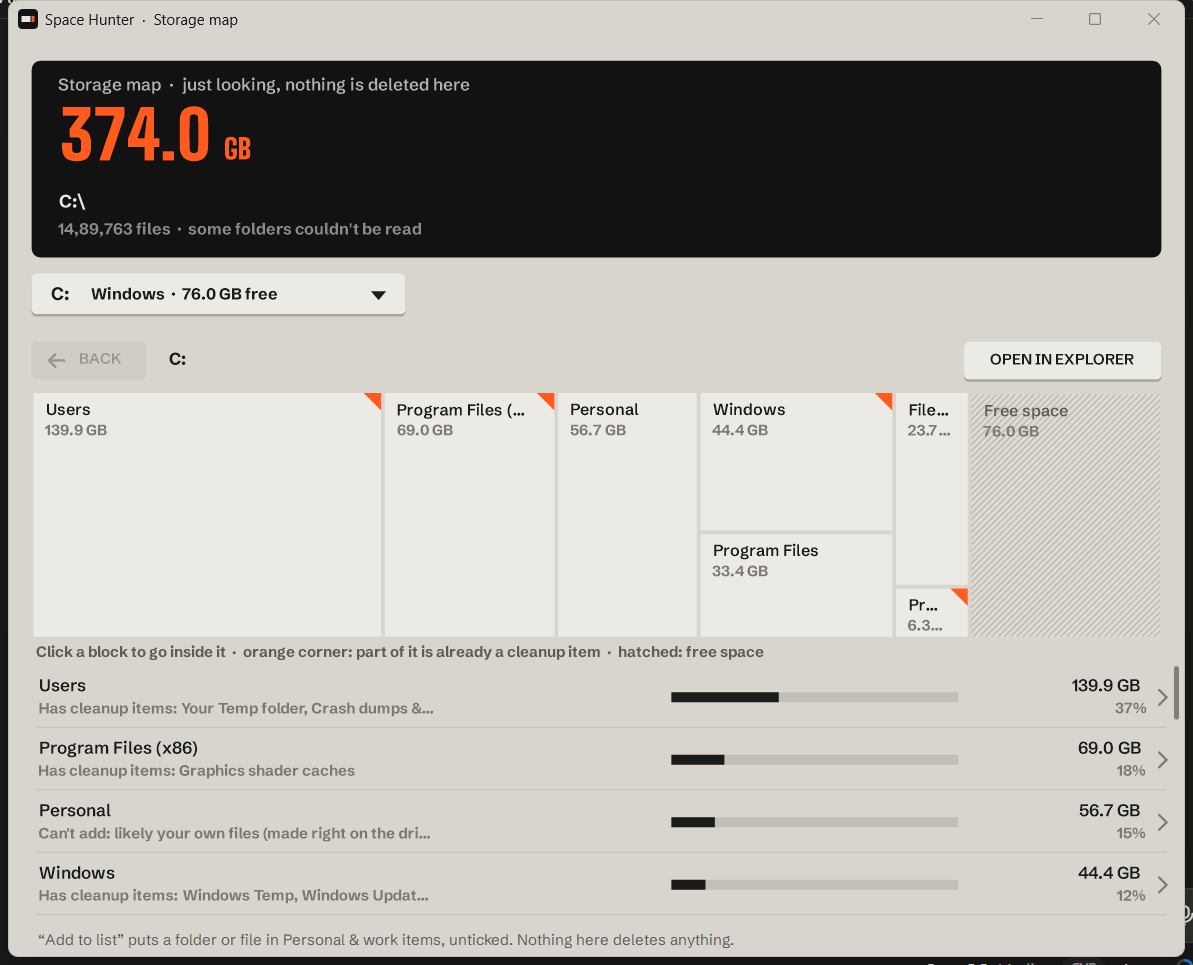 Space Hunter · Storage map
Storage map · just looking, nothing is deleted here
374.0 GB
C:\
14,89,763 files · some folders couldn't be read
C: Windows · 76.0 GB free
BACK
C:
OPEN IN EXPLORER
Users
139.9 GB
Program Files (...
69.0 GB
Personal
56.7 GB
Windows
44.4 GB
Program Files
33.4 GB
File...
23.7...
Pr...
6.3...
Free space
76.0 GB
Click a block to go inside it · orange corner: part of it is already a cleanup item · hatched: free space
Users
139.9 GB
Has cleanup items: Your Temp folder, Crash dumps &...
37%
Program Files (x86)
69.0 GB
Has cleanup items: Graphics shader caches
18%
Personal
56.7 GB
Can't add: likely your own files (made right on the dri...
15%
Windows
44.4 GB
Has cleanup items: Windows Temp, Windows Updat...
12%
“Add to list” puts a folder or file in Personal & work items, unticked. Nothing here deletes anything.